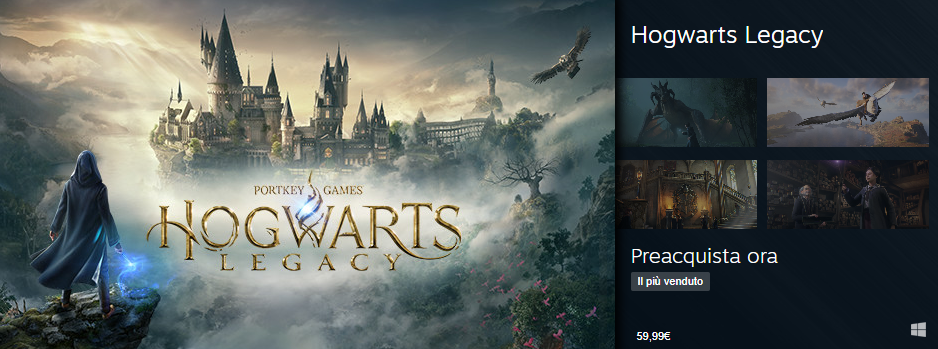 PORTKEY GAMES
HOGWARTS
LEGACY
Hogwarts Legacy
Preacquista ora
Il più venduto
59,99€